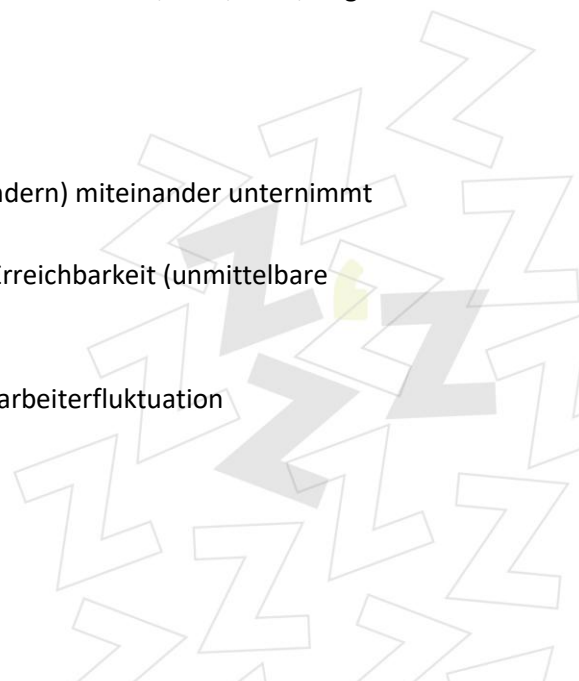 ndern) miteinander unternimmt
rreichbarkeit (unmittelbare
arbeiterfluktuation